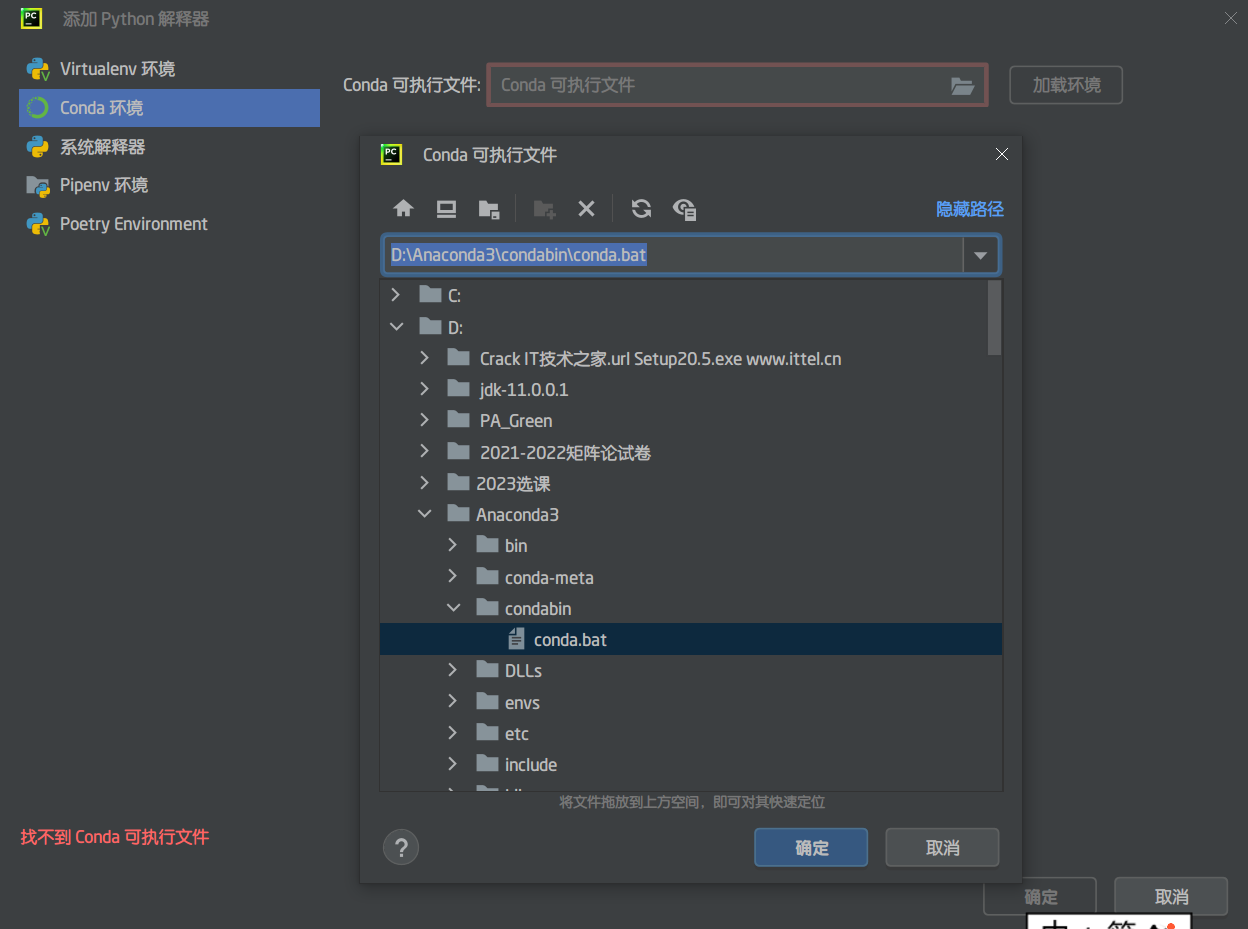 PC 添加 Python 解释器
Virtualenv 环境
Conda 可执行文件: Conda 可执行文件 加载环境
Conda 环境
系统解释器
Pipenv 环境
Poetry Environment
找不到 Conda 可执行文件
PC Conda 可执行文件
隐藏路径
D:\Anaconda3\condabin\conda.bat
C:
D:
Crack IT技术之家.url Setup20.5.exe www.ittel.cn
jdk-11.0.0.1
PA_Green
2021-2022矩阵论试卷
2023选课
Anaconda3
bin
conda-meta
condabin
conda.bat
DLLs
envs
etc
include
将文件拖放到上方空间，即可对其快速定位
? 确定 取消
确定 取消